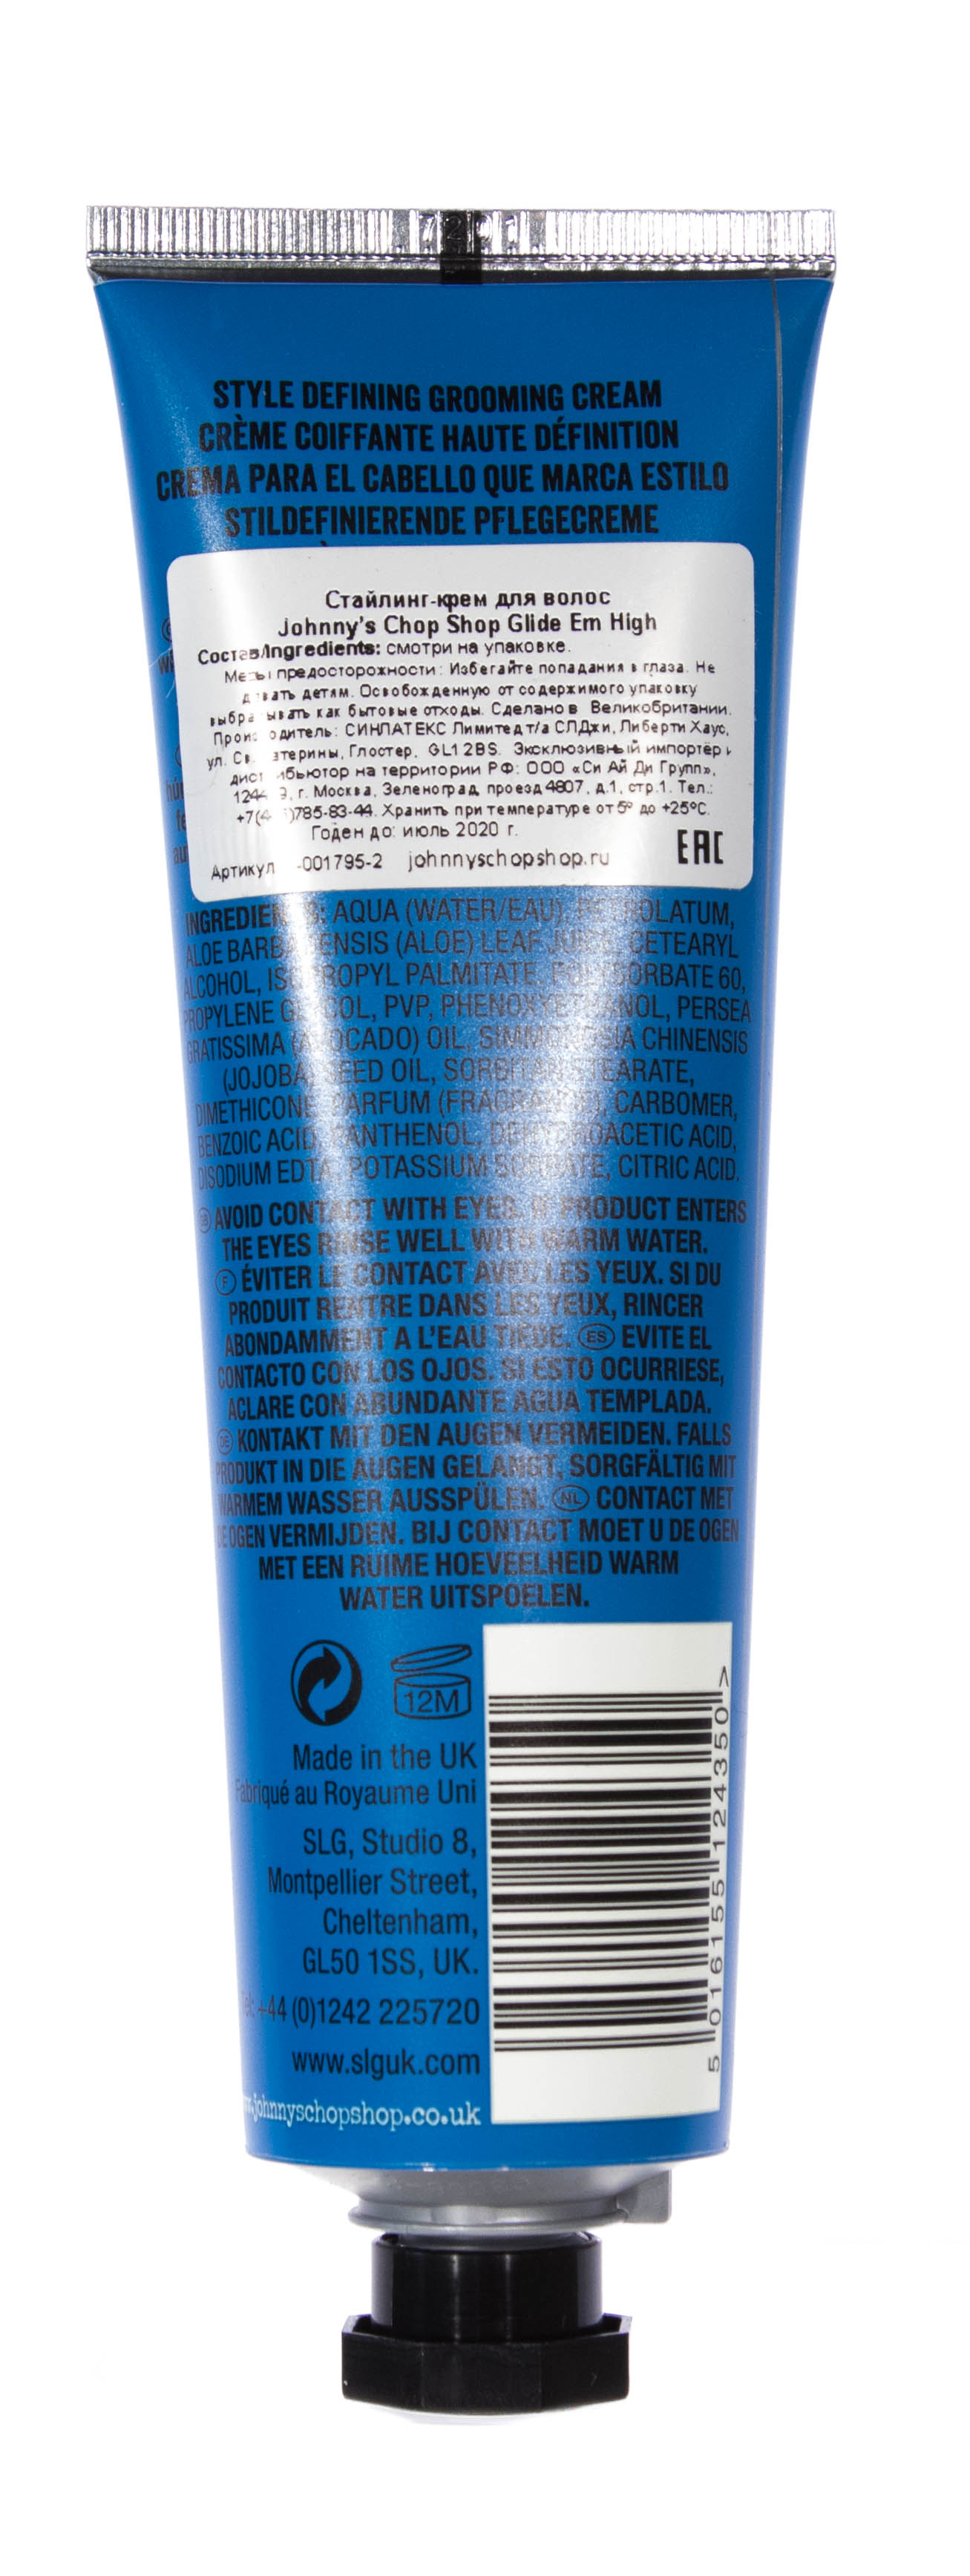 STYLE DEFINING GROOMING CREAM
CRÈME COIFFANTE HAUTE DÉFINITION
CREMA PARA EL CABELLO QUE MARCA ESTILO
STILDEFINIERENDE PFLEGECREME
Стайлинг-крем для волос
Johnny's Chop Shop Glide Em High
Состав/Ingredients: смотри на упаковке.
предосторожности: Избегайте попадания в глаза. Не
детям. Освобожденную от содержимого упаковку
как бытовые отходы. Сделано в Великобритании.
СИНПАТЕКС Лимитед т/а СЛДжи, Либерти Хаус,
ул. Глостер, GL1 2BS. Эксклюзивный импортёр и
на территории РФ: ООО «Си Ай Ди Групп»,
г. Москва, Зеленоград, проезд 4807, д.1, стр.1. Тел.:
785-83-44. Хранить при температуре от 5° до +25°C.
Годен до: июль 2020 г.
Артикул -001795-2 johnnyschopshop.ru EAC
INGREDIENTS: AQUA (WATER/EAU), PETROLATUM,
ALOE BARBADENSIS (ALOE) LEAF JUICE, CETEARYL
ALCOHOL, ISOPROPYL PALMITATE, POLYSORBATE 60,
PROPYLENE GLYCOL, PVP, PHENOXYETHANOL, PERSEA
GRATISSIMA (AVOCADO) OIL, SIMMONDSIA CHINENSIS
(JOJOBA) SEED OIL, SORBITAN STEARATE,
DIMETHICONE, PARFUM (FRAGRANCE), CARBOMER,
BENZOIC ACID, PANTHENOL, DEHYDROACETIC ACID,
DISODIUM EDTA, POTASSIUM SORBATE, CITRIC ACID.
GB AVOID CONTACT WITH EYES. IF PRODUCT ENTERS
THE EYES RINSE WELL WITH WARM WATER.
F ÉVITER LE CONTACT AVEC LES YEUX. SI DU
PRODUIT RENTRE DANS LES YEUX, RINCER
ABONDAMMENT A L'EAU TIÈDE. ES EVITE EL
CONTACTO CON LOS OJOS. SI ESTO OCURRIESE,
ACLARE CON ABUNDANTE AGUA TEMPLADA.
DE KONTAKT MIT DEN AUGEN VERMEIDEN. FALLS
PRODUKT IN DIE AUGEN GELANGT, SORGFÄLTIG MIT
WARMEM WASSER AUSSPÜLEN. NL CONTACT MET
DE OGEN VERMIJDEN. BIJ CONTACT MOET U DE OGEN
MET EEN RUIME HOEVEELHEID WARM
WATER UITSPOELEN.
12M
Made in the UK
Fabriqué au Royaume Uni
SLG, Studio 8,
Montpellier Street,
Cheltenham,
GL50 1SS, UK.
Tel: +44 (0)1242 225720
www.slguk.com
johnnyschopshop.co.uk
5 016155 124350 >